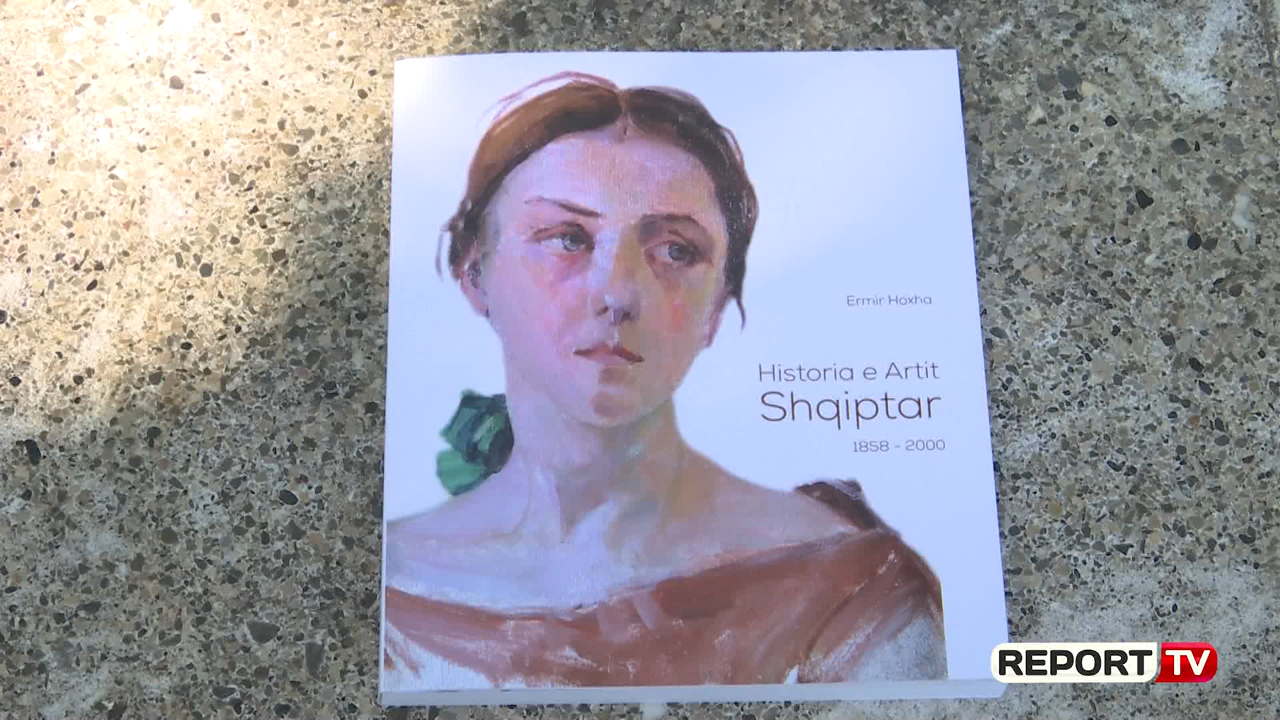 Ermir Hoxha
Historia e Artit
Shqiptar
1858 - 2000
REPORT TV